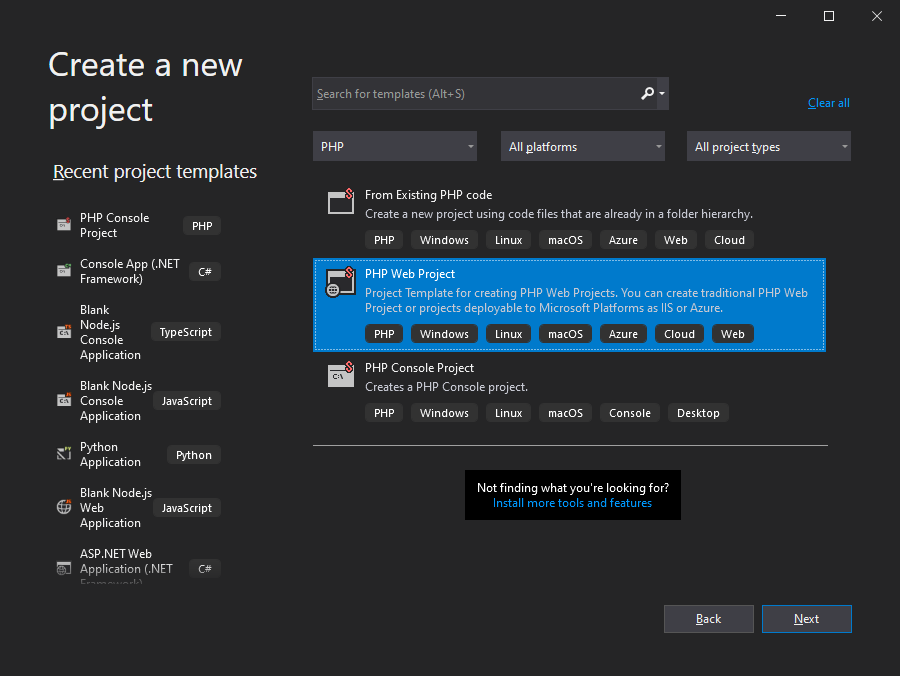 Create a new
project
Search for templates (Alt+S)
Clear all
PHP
All platforms
All project types
Recent project templates
PHP Console
Project
PHP
Console App (.NET
Framework)
C#
Blank
Node.js
Console
Application
TypeScript
Blank Node.js
Console
Application
JavaScript
Python
Application
Python
Blank Node.js
Web
Application
JavaScript
ASP.NET Web
Application (.NET
Framework)
C#
From Existing PHP code
Create a new project using code files that are already in a folder hierarchy.
PHP Windows Linux macOS Azure Web Cloud
PHP Web Project
Project Template for creating PHP Web Projects. You can create traditional PHP Web
Project or projects deployable to Microsoft Platforms as IIS or Azure.
PHP Windows Linux macOS Azure Cloud Web
PHP Console Project
Creates a PHP Console project.
PHP Windows Linux macOS Console Desktop
Not finding what you're looking for?
Install more tools and features
Back
Next